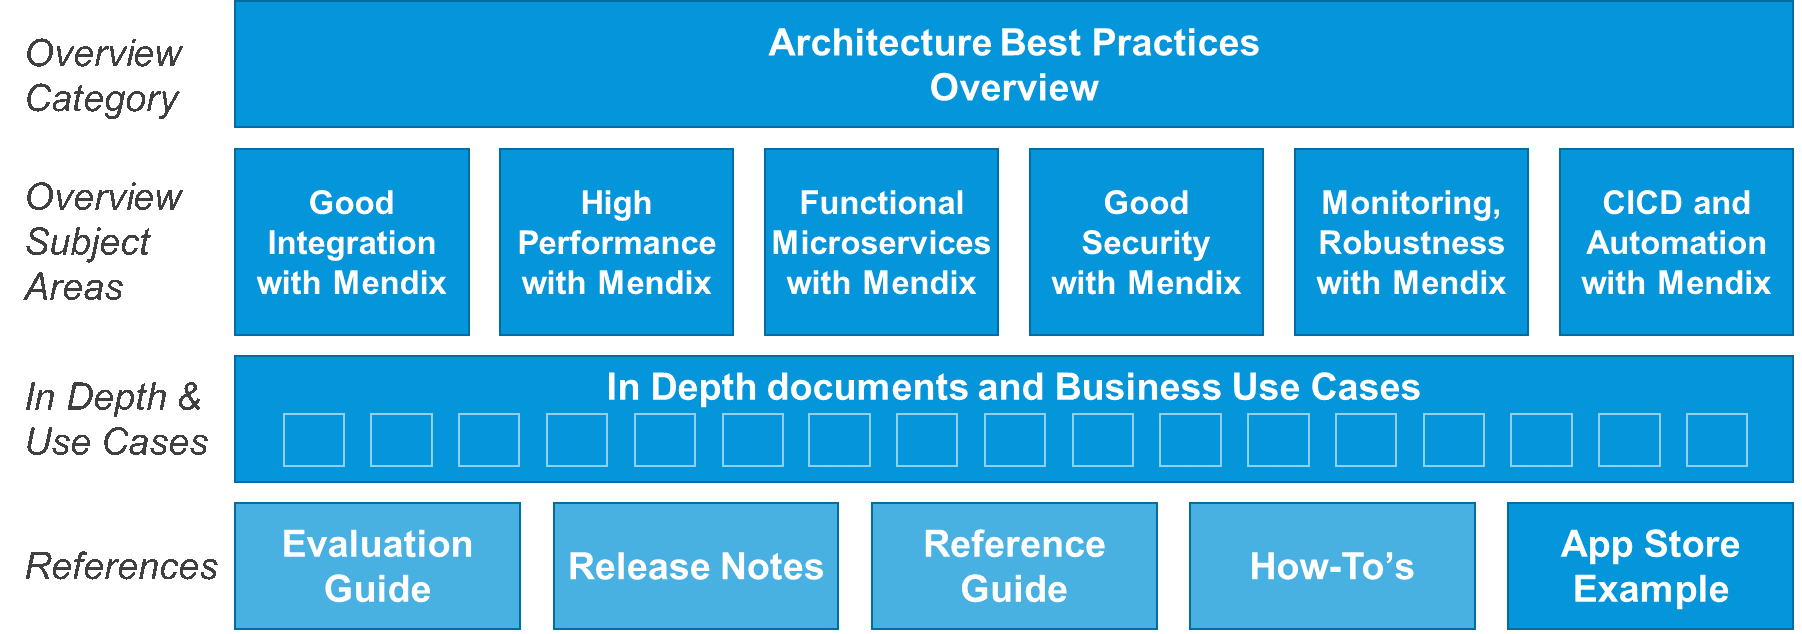 Overview
Category
Architecture Best Practices
Overview
Overview
Subject
Areas
Good
Integration
with Mendix
High
Performance
with Mendix
Functional
Microservices
with Mendix
Good
Security
with Mendix
Monitoring,
Robustness
with Mendix
CICD and
Automation
with Mendix
In Depth &
Use Cases
In Depth documents and Business Use Cases
References
Evaluation
Guide
Release Notes
Reference
Guide
How-To’s
App Store
Example